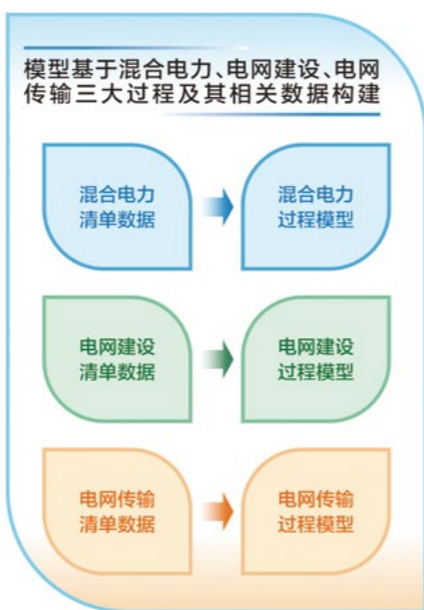 模型基于混合电力、电网建设、电网
传输三大过程及其相关数据构建
混合电力
清单数据
混合电力
过程模型
电网建设
清单数据
电网建设
过程模型
电网传输
清单数据
电网传输
过程模型